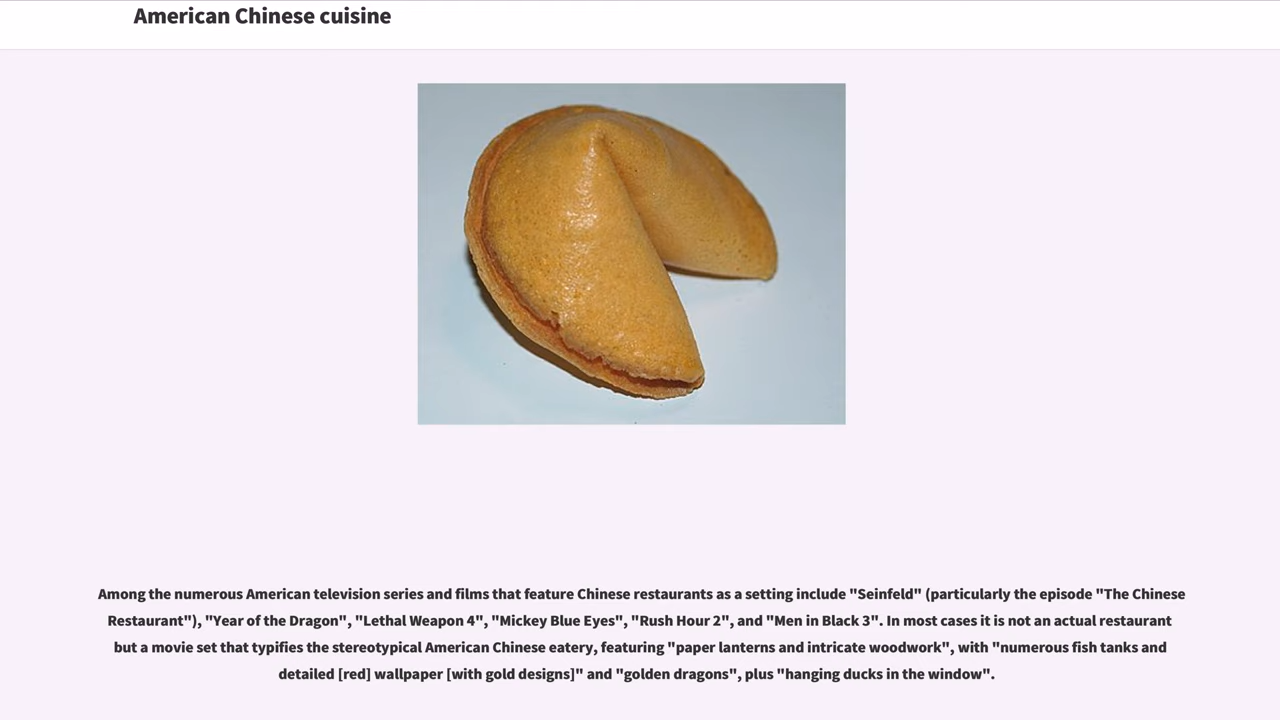 American Chinese cuisine
Among the numerous American television series and films that feature Chinese restaurants as a setting include "Seinfeld" (particularly the episode "The Chinese
Restaurant"), "Year of the Dragon", "Lethal Weapon 4", "Mickey Blue Eyes", "Rush Hour 2", and "Men in Black 3". In most cases it is not an actual restaurant
but a movie set that typifies the stereotypical American Chinese eatery, featuring "paper lanterns and intricate woodwork", with "numerous fish tanks and
detailed [red] wallpaper [with gold designs]" and "golden dragons", plus "hanging ducks in the window".